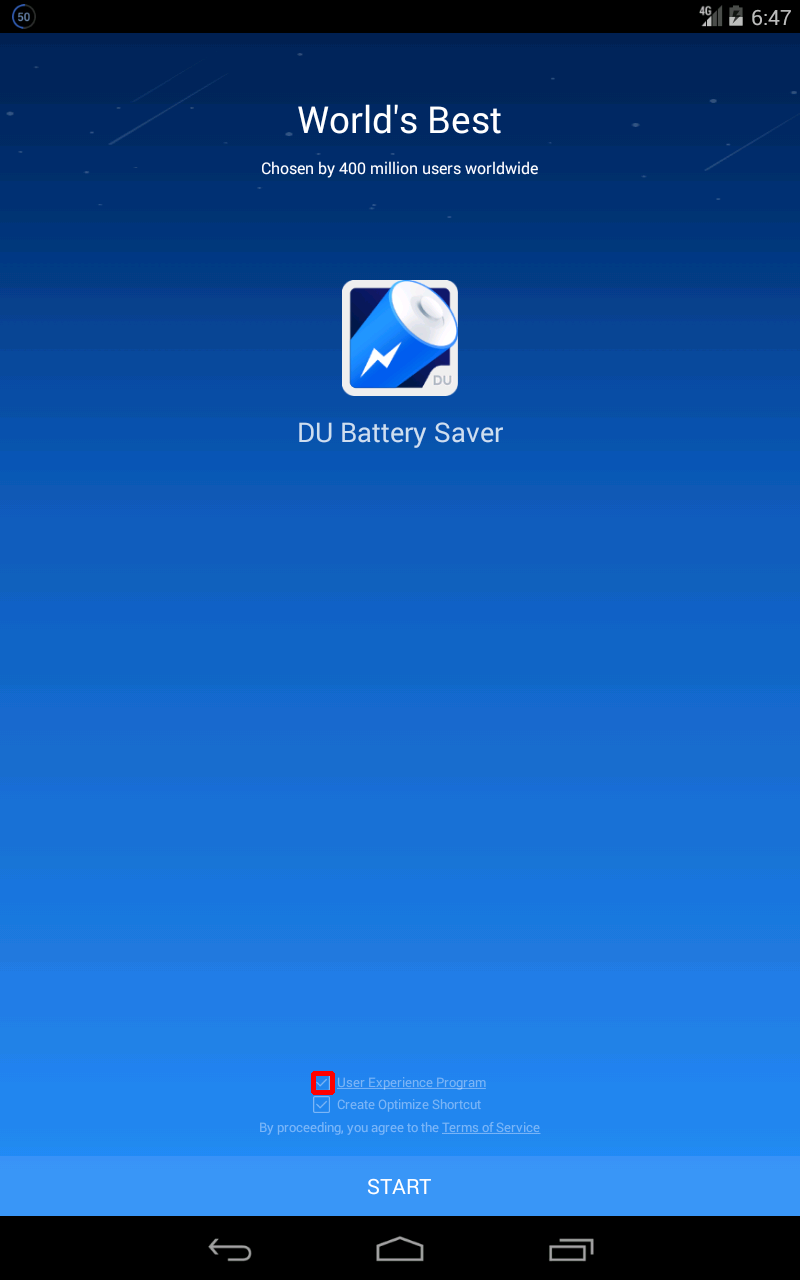 50
4G
6:47
World's Best
Chosen by 400 million users worldwide
DU
DU Battery Saver
User Experience Program
Create Optimize Shortcut
By proceeding, you agree to the Terms of Service
START